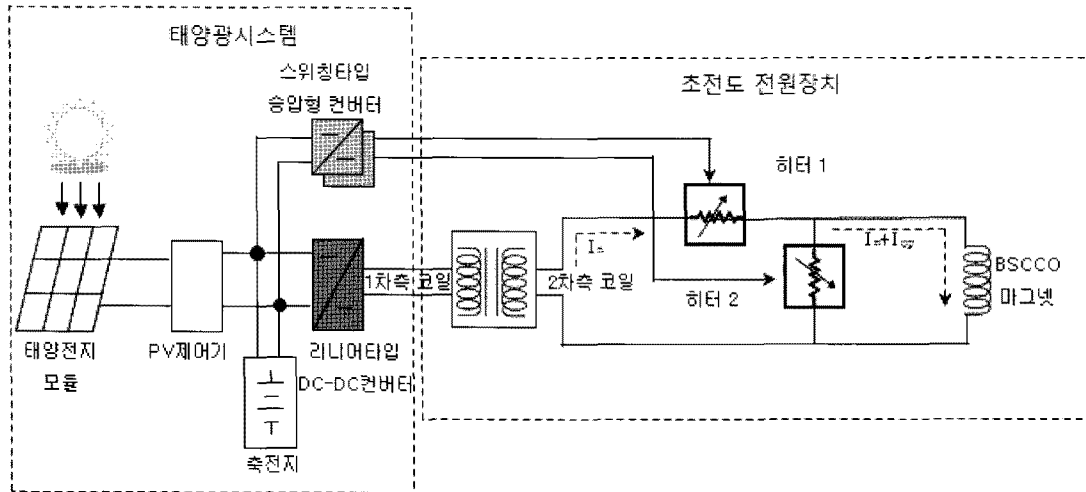 태양광시스템
스위칭타입
승압형 컨버터
초전도 전원장치
히터 1
히터 2
1차측 코일
2차측 코일
BSCCO
마그넷
태양전지
모듈
PV제어기
리니어타입
DC-DC컨버터
축전지